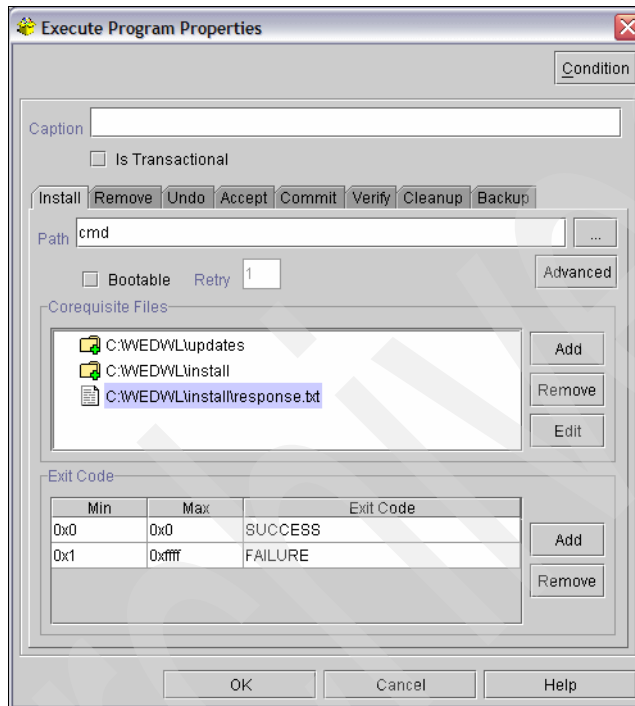 Execute Program Properties
Condition
Caption
Is Transactional
Install Remove Undo Accept Commit Verify Cleanup Backup
Path cmd ...
Bootable Retry 1 Advanced
Corequisite Files
C:\WEDWL\updates
C:\WEDWL\install
C:\WEDWL\install\response.txt
Add
Remove
Edit
Exit Code
Min Max Exit Code
0x0 0x0 SUCCESS
0x1 0xffff FAILURE
Add
Remove
OK Cancel Help